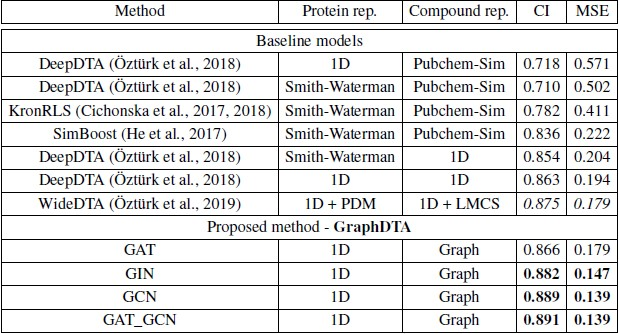 Method Protein rep. Compound rep. CI MSE
Baseline models
DeepDTA (Öztürk et al., 2018) 1D Pubchem-Sim 0.718 0.571
DeepDTA (Öztürk et al., 2018) Smith-Waterman Pubchem-Sim 0.710 0.502
KronRLS (Cichonska et al., 2017, 2018) Smith-Waterman Pubchem-Sim 0.782 0.411
SimBoost (He et al., 2017) Smith-Waterman Pubchem-Sim 0.836 0.222
DeepDTA (Öztürk et al., 2018) Smith-Waterman 1D 0.854 0.204
DeepDTA (Öztürk et al., 2018) 1D 1D 0.863 0.194
WideDTA (Öztürk et al., 2019) 1D + PDM 1D + LMCS 0.875 0.179
Proposed method - GraphDTA
GAT 1D Graph 0.866 0.179
GIN 1D Graph 0.882 0.147
GCN 1D Graph 0.889 0.139
GAT_GCN 1D Graph 0.891 0.139